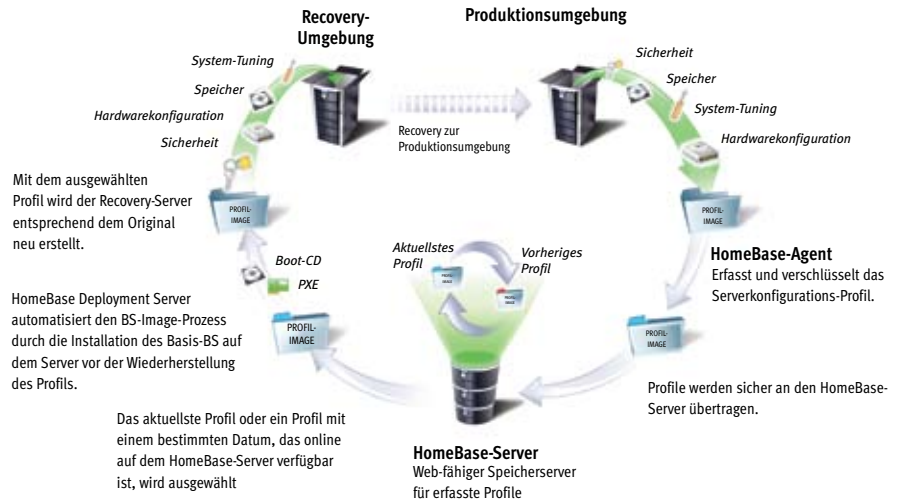 Recovery-
Umgebung
Produktionsumgebung
System-Tuning
Speicher
Hardwarekonfiguration
Sicherheit
Recovery zur
Produktionsumgebung
Sicherheit
Speicher
System-Tuning
Hardwarekonfiguration
Mit dem ausgewählten
Profil wird der Recovery-Server
entsprechend dem Original
neu erstellt.
PROFIL-
IMAGE
PROFIL-
IMAGE
Boot-CD
PXE
Aktuellstes
Profil
Vorheriges
Profil
PROFIL-
IMAGE
PROFIL-
IMAGE
HomeBase-Agent
Erfasst und verschlüsselt das
Serverkonfigurations-Profil.
HomeBase Deployment Server
automatisiert den BS-Image-Prozess
durch die Installation des Basis-BS auf
dem Server vor der Wiederherstellung
des Profils.
PROFIL-
IMAGE
PROFIL-
IMAGE
Profile werden sicher an den HomeBase-
Server übertragen.
Das aktuellste Profil oder ein Profil mit
einem bestimmten Datum, das online
auf dem HomeBase-Server verfügbar
ist, wird ausgewählt
HomeBase-Server
Web-fähiger Speicherserver
für erfasste Profile